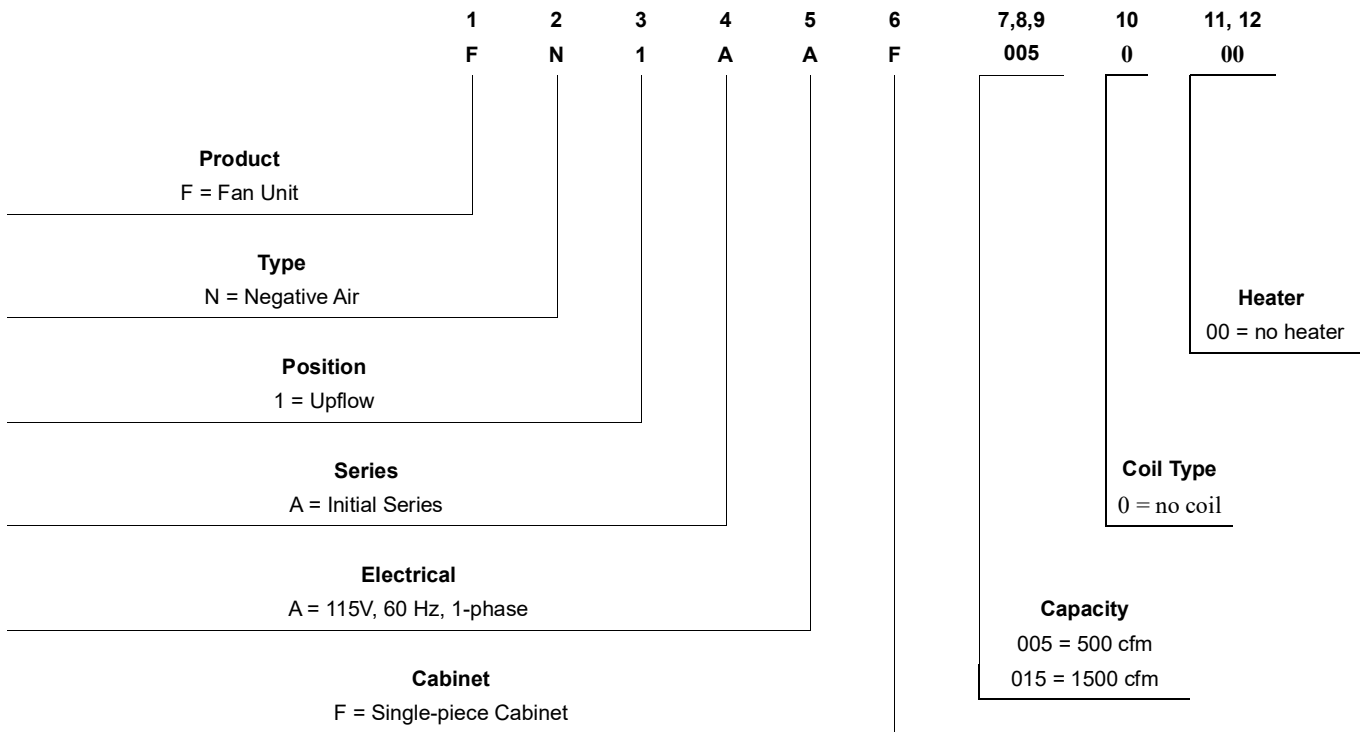 1 2 3 4 5 6 7,8,9 10 11, 12
F N 1 A A F 005 0 00
Product
F = Fan Unit
Type
N = Negative Air
Heater
00 = no heater
Position
1 = Upflow
Series
A = Initial Series
Coil Type
0 = no coil
Electrical
A = 115V, 60 Hz, 1-phase
Capacity
005 = 500 cfm
015 = 1500 cfm
Cabinet
F = Single-piece Cabinet